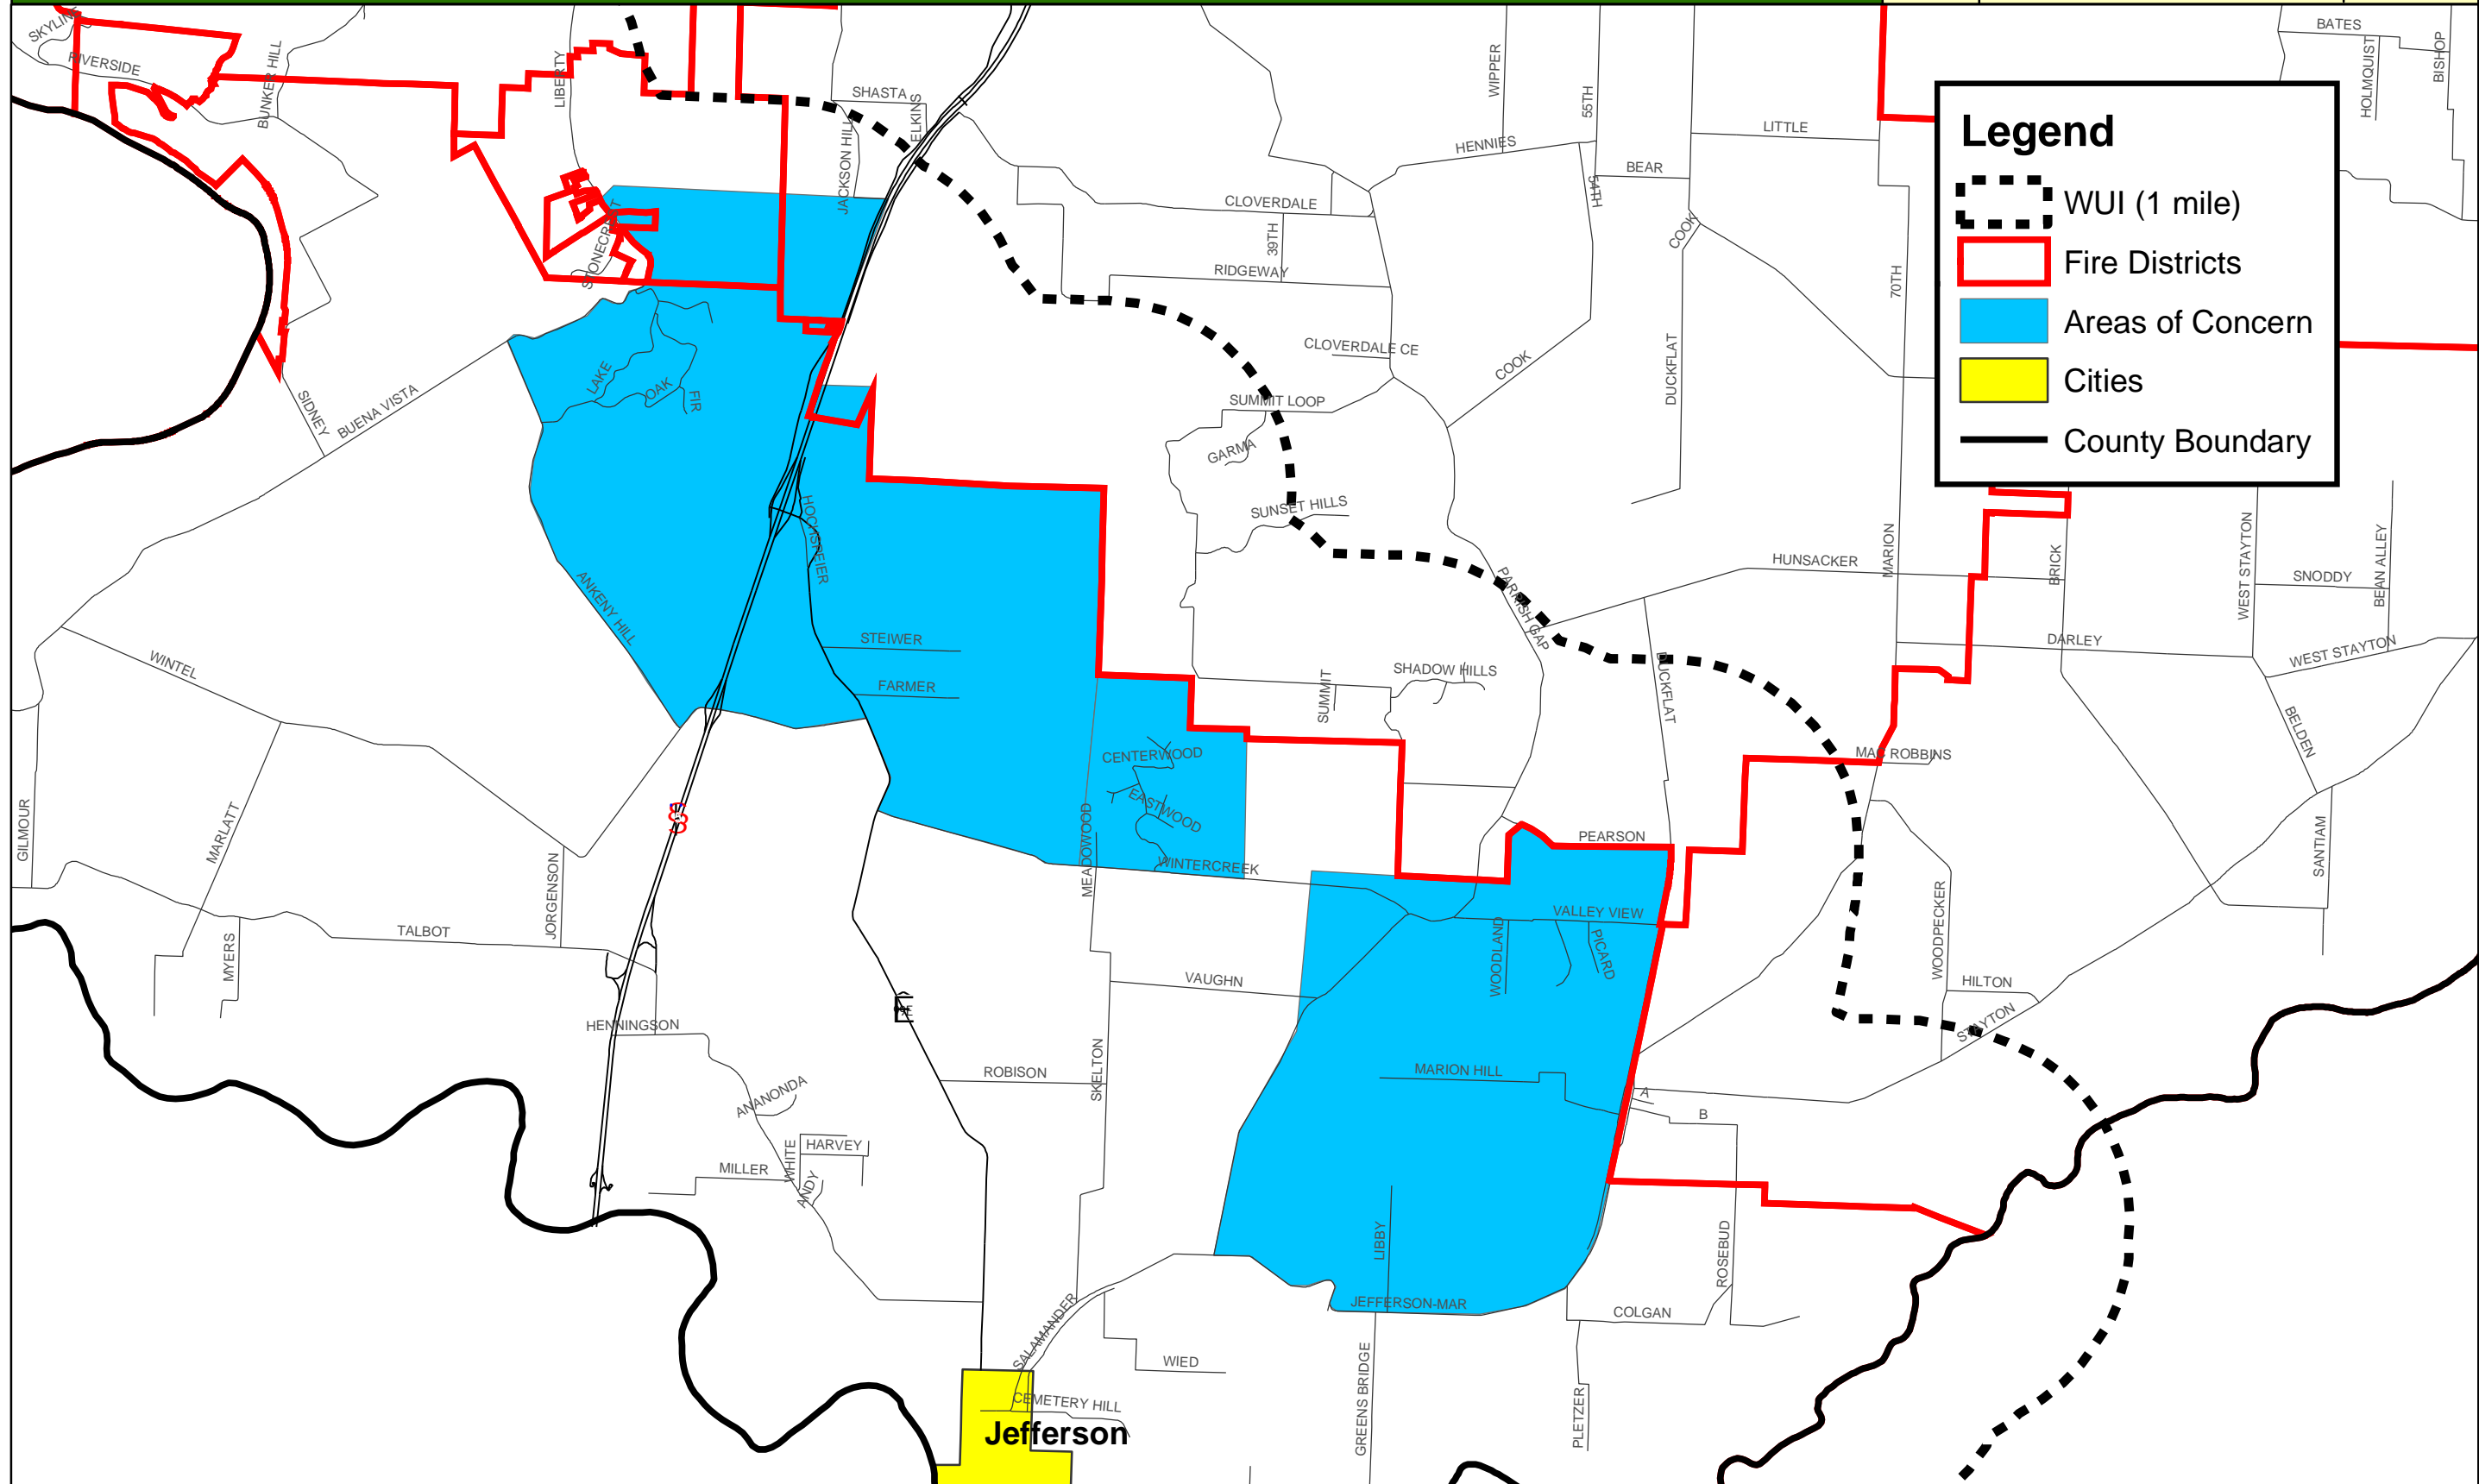 SKYLINE
RIVERSIDE
BUNKER HILL
LIBERTY
SHASTA
ELKINS
JACKSON HILL
WIPPER
55TH
HENNIES
LITTLE
BEAR
54TH
BATES
HOLMQUIST
BISHOP
Legend
WUI (1 mile)
Fire Districts
Areas of Concern
Cities
County Boundary
CLOVERDALE
39TH
RIDGEWAY
COOK
70TH
STONECREST
LAKE
OAK
FIR
SIDNEY
BUENA VISTA
CLOVERDALE CE
COOK
DUCKFLAT
SUMMIT LOOP
GARMA
SUNSET HILLS
HOCHSPEIER
ANKENY HILL
PARRISH GAP
HUNSACKER
MARION
BRICK
WEST STAYTON
SNODDY
BEAN ALLEY
STEIWER
FARMER
WINTEL
SUMMIT
SHADOW HILLS
DUCKFLAT
DARLEY
WEST STAYTON
BELDEN
MAC ROBBINS
CENTERWOOD
EASTWOOD
MEADOWOOD
WINTERCREEK
PEARSON
GILMOUR
MARLATT
JORGENSON
SANTIAM
VALLEY VIEW
WOODLAND
PICARD
WOODPECKER
TALBOT
MYERS
VAUGHN
HILTON
STAYTON
HENNINGSON
ROBISON
SKELTON
MARION HILL
A
B
ANANONDA
WHITE
HARVEY
MILLER
ANDY
LIBBY
ROSEBUD
JEFFERSON-MAR
COLGAN
SALAMANDER
WIED
GREENS BRIDGE
PLETZER
CEMETERY HILL
Jefferson